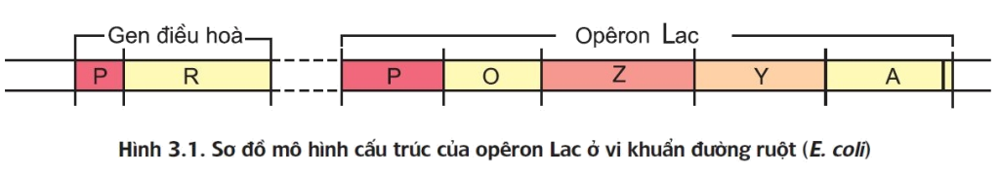 Gen điều hoà Opêron Lac
P R P O Z Y A
Hình 3.1. Sơ đồ mô hình cấu trúc của opêron Lac ở vi khuẩn đường ruột (E. coli)